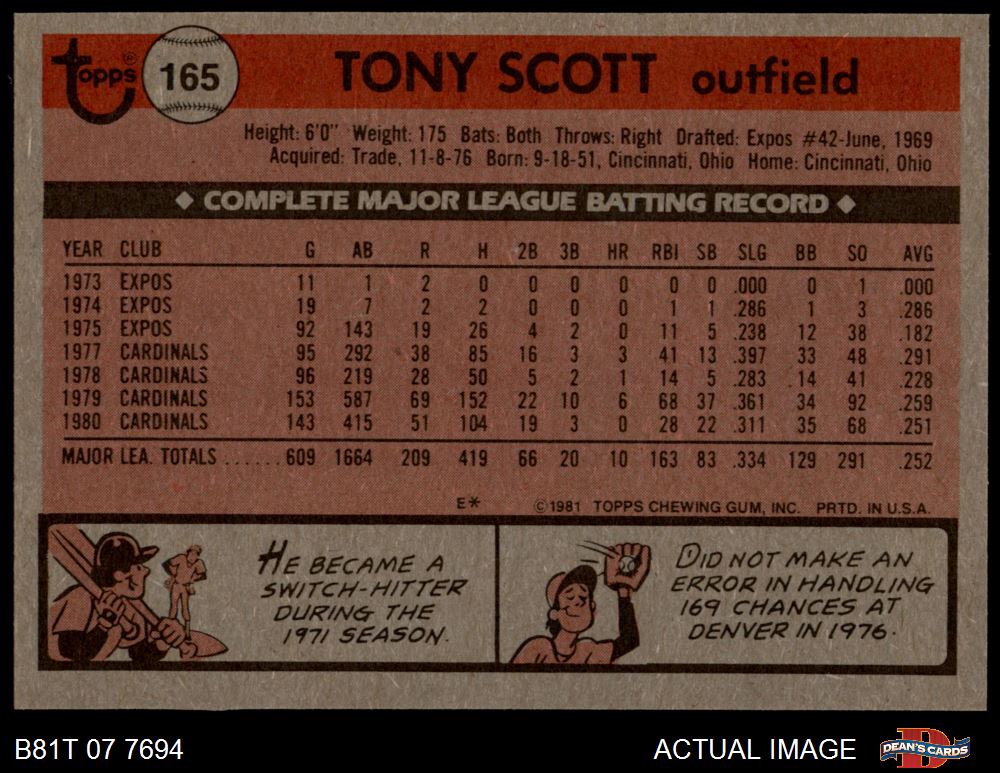 topps® 165 TONY SCOTT outfield
Height: 6'0" Weight: 175 Bats: Both Throws: Right Drafted: Expos #42-June, 1969
Acquired: Trade, 11-8-76 Born: 9-18-51, Cincinnati, Ohio Home: Cincinnati, Ohio
◆ COMPLETE MAJOR LEAGUE BATTING RECORD ◆
YEAR CLUB G AB R H 2B 3B HR RBI SB SLG BB SO AVG
1973 EXPOS 11 1 2 0 0 0 0 0 0 .000 0 1 .000
1974 EXPOS 19 7 2 2 0 0 0 1 1 .286 1 3 .286
1975 EXPOS 92 143 19 26 4 2 0 11 5 .238 12 38 .182
1977 CARDINALS 95 292 38 85 16 3 3 41 13 .397 33 48 .291
1978 CARDINALS 96 219 28 50 5 2 1 14 5 .283 14 41 .228
1979 CARDINALS 153 587 69 152 22 10 6 68 37 .361 34 92 .259
1980 CARDINALS 143 415 51 104 19 3 0 28 22 .311 35 68 .251
MAJOR LEA. TOTALS ...... 609 1664 209 419 66 20 10 163 83 .334 129 291 .252
E* ©1981 TOPPS CHEWING GUM, INC. PRTD. IN U.S.A.
HE BECAME A
SWITCH-HITTER
DURING THE
1971 SEASON.
DID NOT MAKE AN
ERROR IN HANDLING
169 CHANCES AT
DENVER IN 1976.
B81T 07 7694 ACTUAL IMAGE DEAN'S CARDS